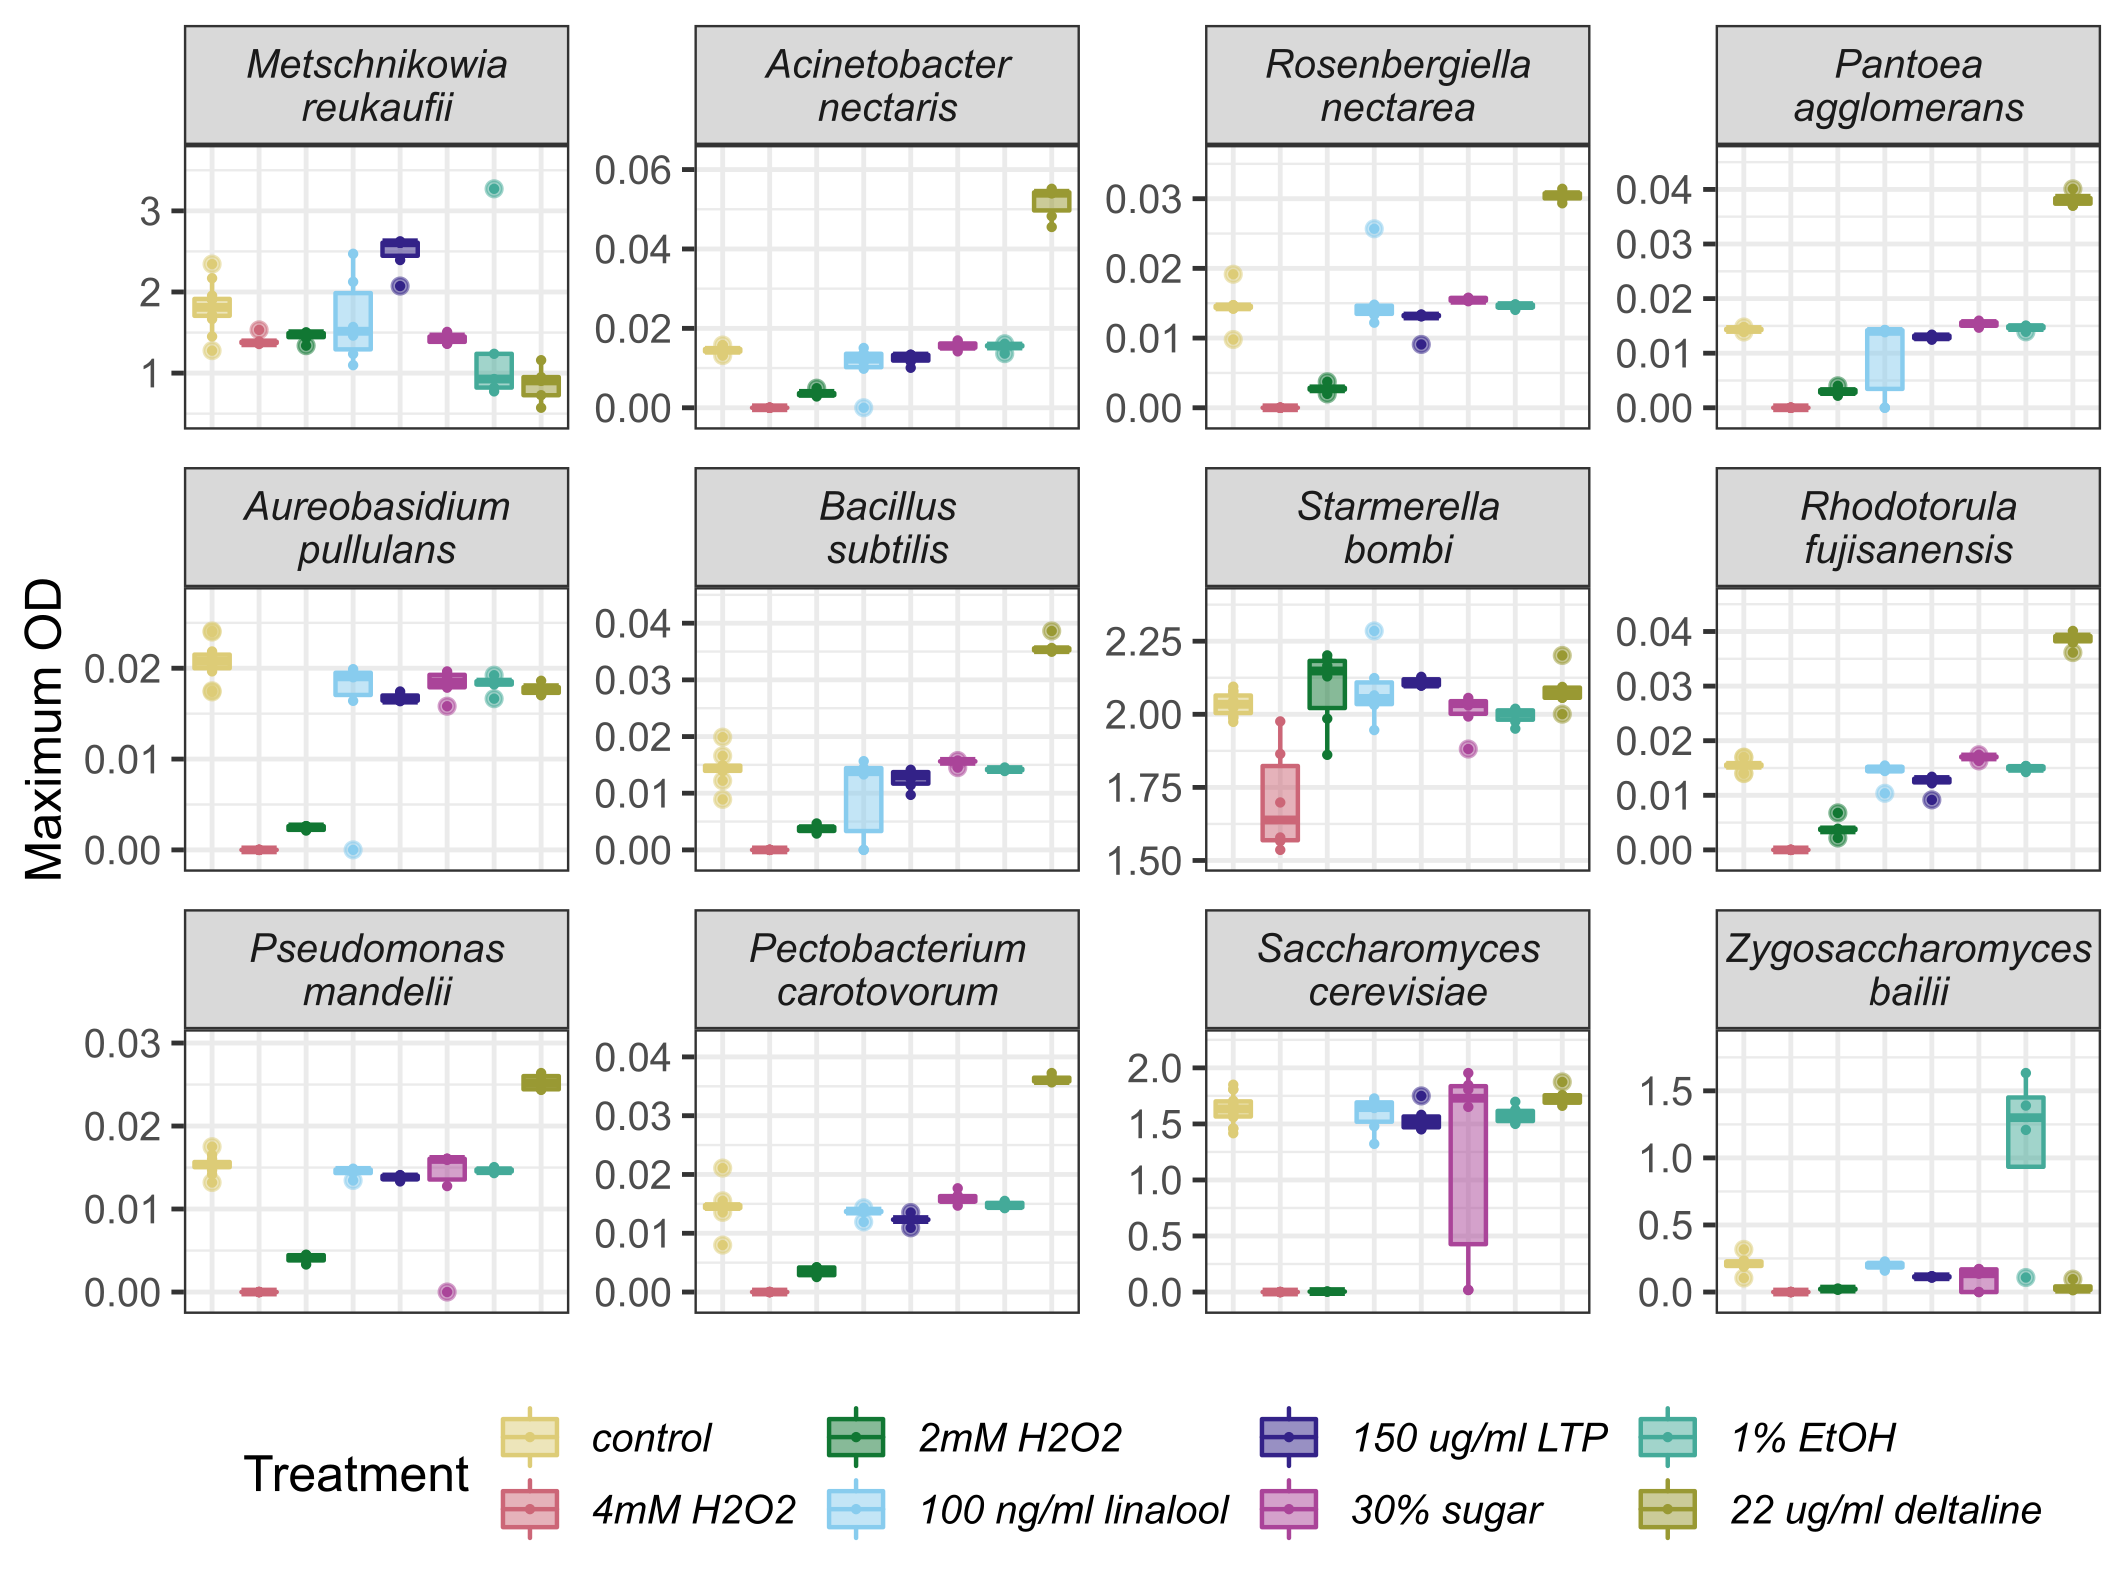 Metschnikowia
reukaufii
Acinetobacter
nectaris
Rosenbergiella
nectarea
Pantoea
agglomerans
3
2
1
0.06
0.04
0.02
0.00
0.03
0.02
0.01
0.00
0.04
0.03
0.02
0.01
0.00
Maximum OD
Aureobasidium
pullulans
Bacillus
subtilis
Starmerella
bombi
Rhodotorula
fujisanensis
0.02
0.01
0.00
0.04
0.03
0.02
0.01
0.00
2.25
2.00
1.75
1.50
0.04
0.03
0.02
0.01
0.00
Pseudomonas
mandelii
Pectobacterium
carotovorum
Saccharomyces
cerevisiae
Zygosaccharomyces
bailii
0.03
0.02
0.01
0.00
0.04
0.03
0.02
0.01
0.00
2.0
1.5
1.0
0.5
0.0
1.5
1.0
0.5
0.0
Treatment
control
2mM H2O2
150 ug/ml LTP
1% EtOH
4mM H2O2
100 ng/ml linalool
30% sugar
22 ug/ml deltaline